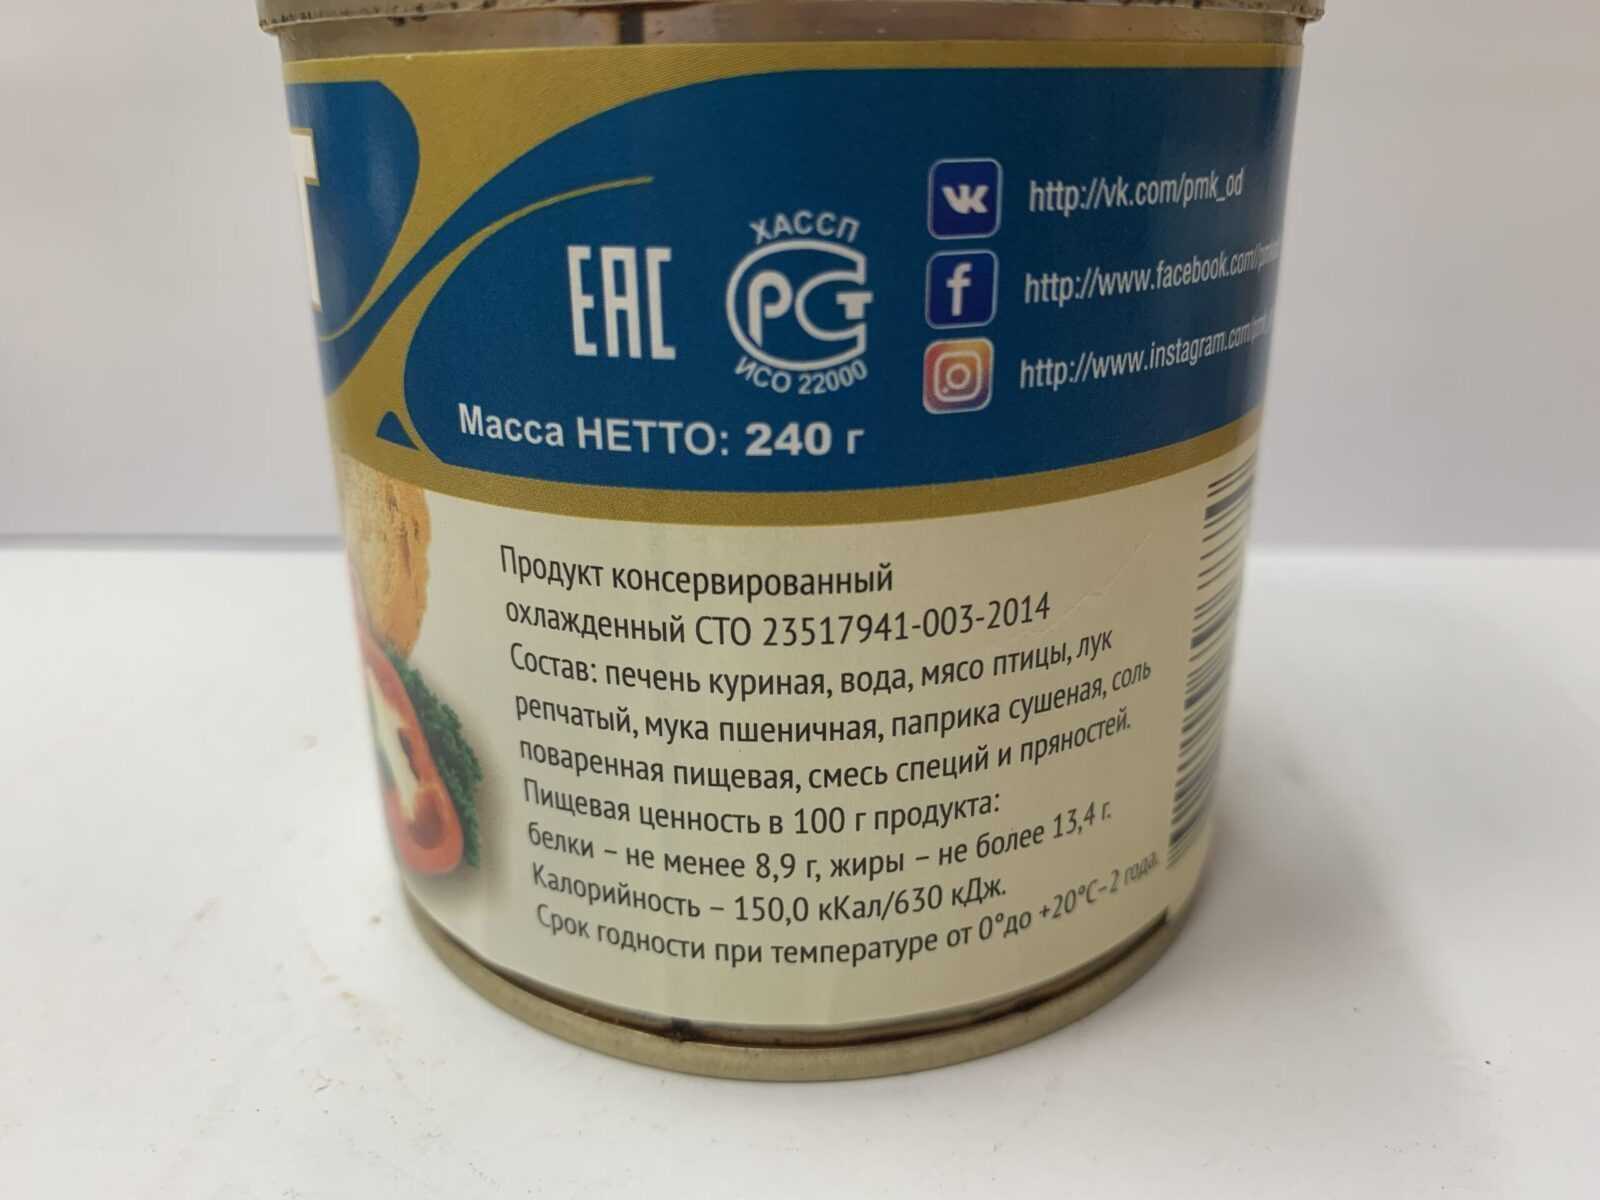 Т
ХАССП
РСТ
ИСО 22000
ЕАС
http://vk.com/pmk_od
http://www.facebook.com/
http://www.instagram.com/
Масса НЕТТО: 240 г
Продукт консервированный
охлажденный СТО 23517941-003-2014
Состав: печень куриная, вода, мясо птицы, лук
репчатый, мука пшеничная, паприка сушеная, соль
поваренная пищевая, смесь специй и пряностей.
Пищевая ценность в 100 г продукта:
белки – не менее 8,9 г, жиры – не более 13,4 г.
Калорийность – 150,0 кКал/630 кДж.
Срок годности при температуре от 0°до +20°С–2 года.